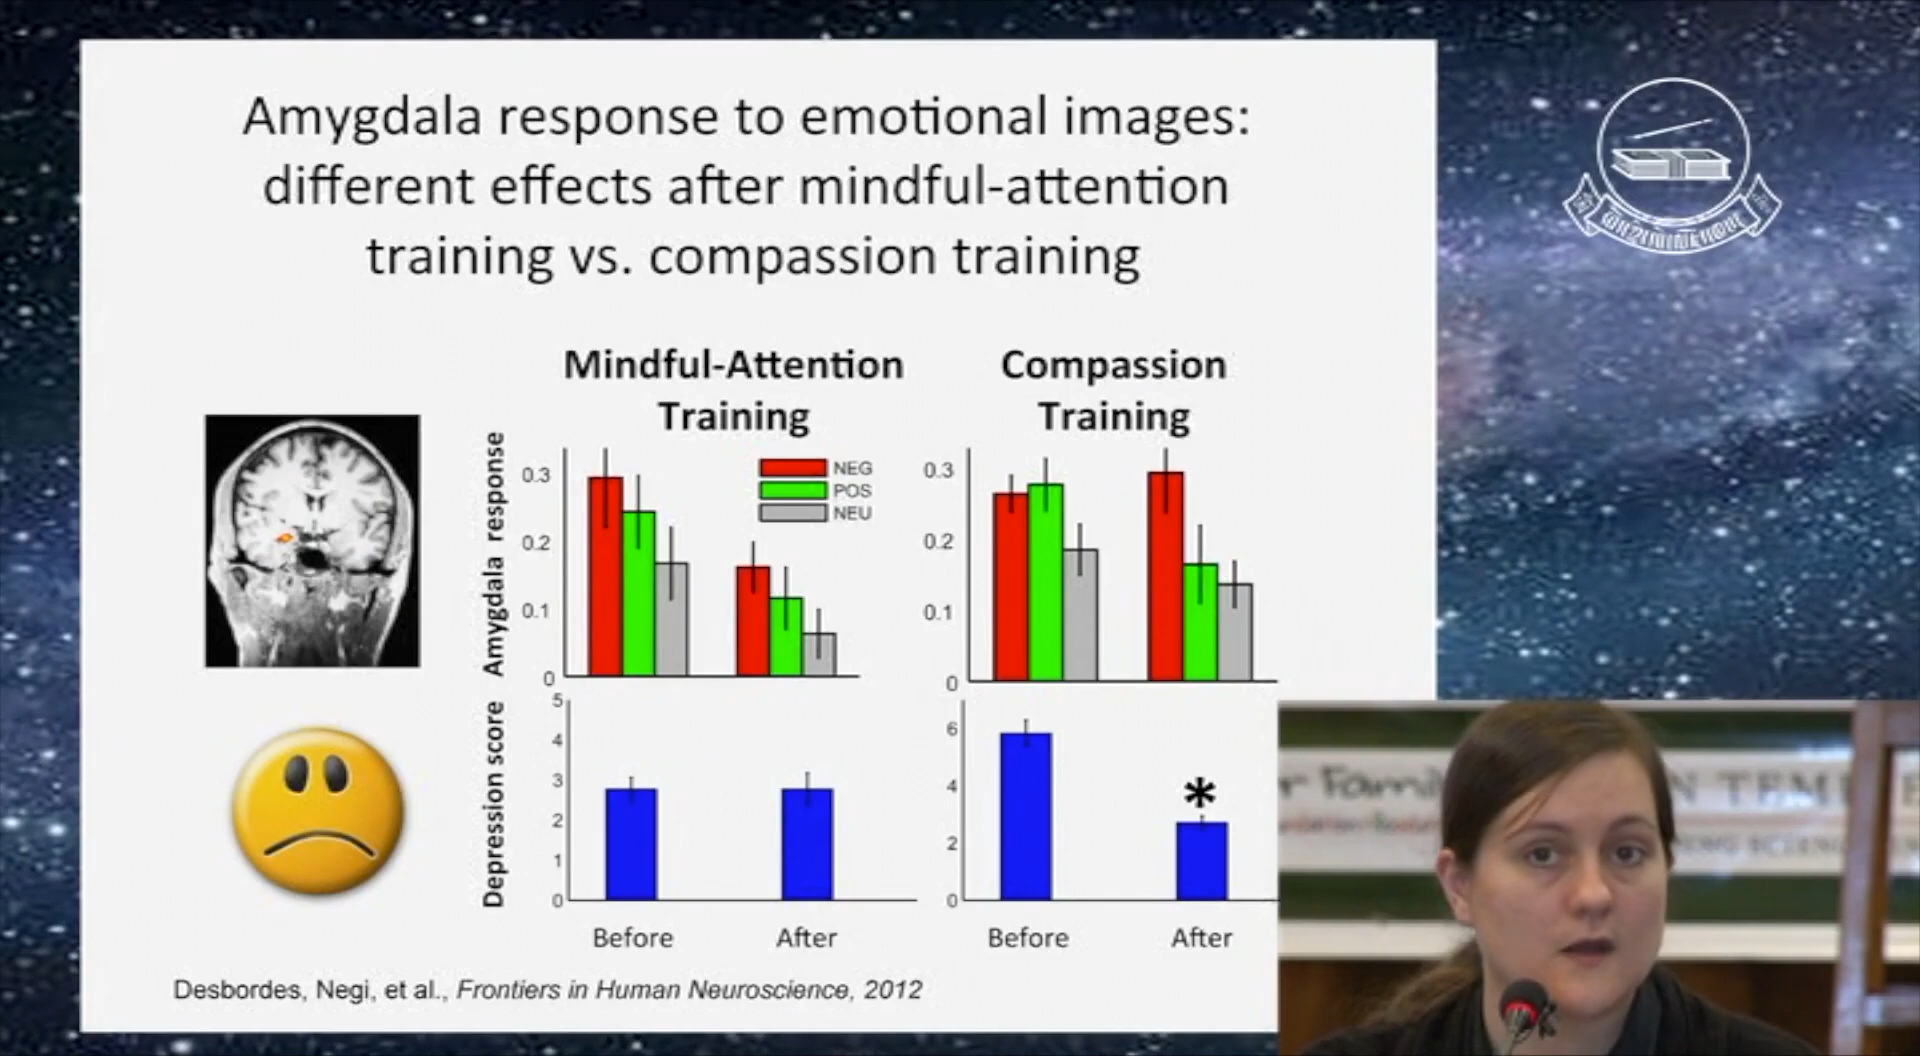 Amygdala response to emotional images:
different effects after mindful-attention
training vs. compassion training
Mindful-Attention
Training
Compassion
Training
Amygdala response
0.3
0.2
0.1
0
NEG
POS
NEU
0.3
0.2
0.1
0
Depression score
5
4
3
2
1
0
6
4
2
0
*
Before
After
Before
After
Desbordes, Negi, et al., Frontiers in Human Neuroscience, 2012